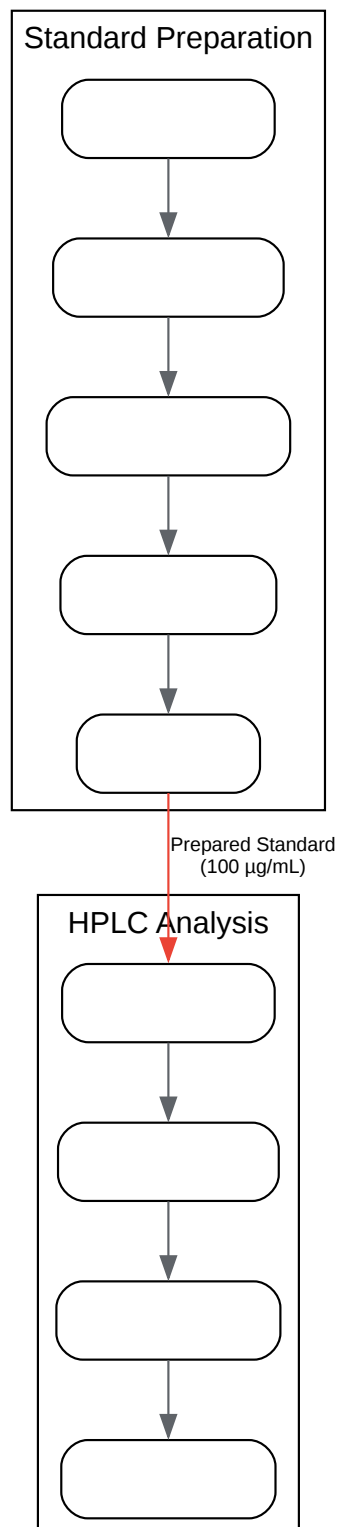 Standard Preparation
Prepared Standard
(100 µg/mL)
HPLC Analysis